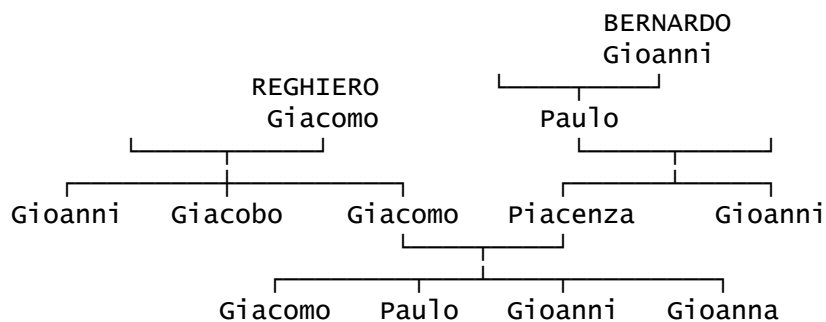 BERNARDO
Gioanni
REGHIERO
Giacomo Paulo
Gioanni Giacobo Giacomo Piacenza Gioanni
Giacomo Paulo Gioanni Gioanna